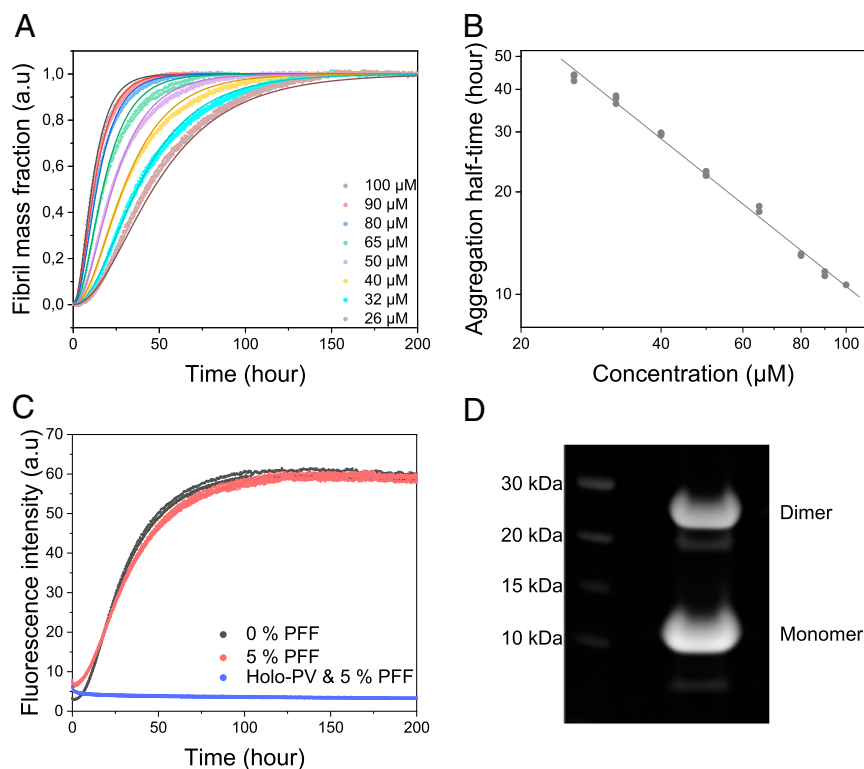 A
Fibril mass fraction (a.u)
1,0
0,8
0,6
0,4
0,2
0,0
0 50 100 150 200
Time (hour)
100 µM
90 µM
80 µM
65 µM
50 µM
40 µM
32 µM
26 µM
B
Aggregation half-time (hour)
50
40
30
20
10
20 40 60 80 100
Concentration (µM)
C
Fluorescence intensity (a.u)
70
60
50
40
30
20
10
0
0 50 100 150 200
Time (hour)
0 % PFF
5 % PFF
Holo-PV & 5 % PFF
D
30 kDa
20 kDa
15 kDa
10 kDa
Dimer
Monomer